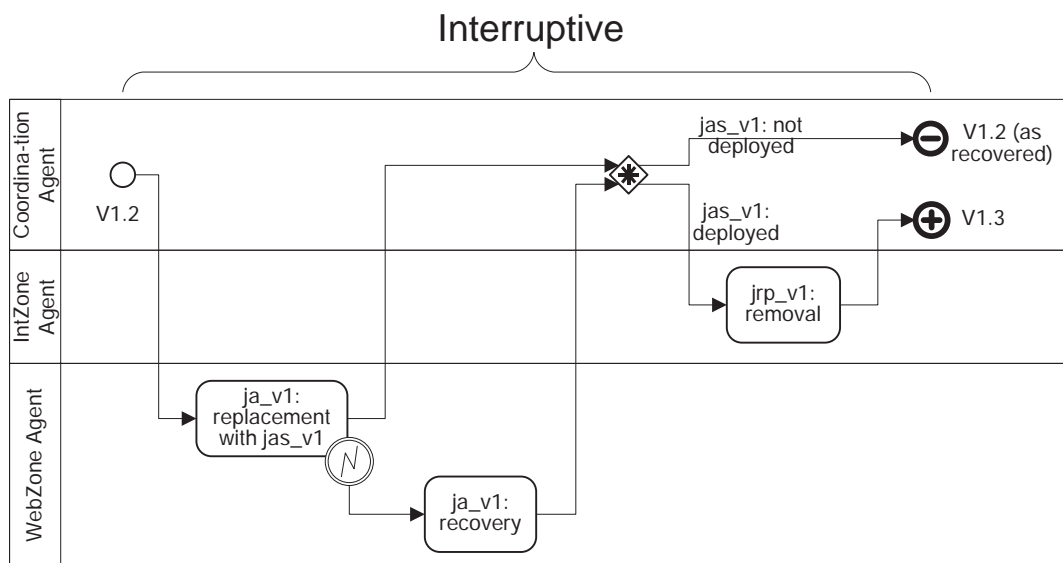 Interruptive
Coordina-tion
Agent
V1.2
jas_v1: not
deployed
V1.2 (as
recovered)
jas_v1:
deployed
V1.3
IntZone
Agent
jrp_v1:
removal
WebZone Agent
ja_v1:
replacement
with jas_v1
ja_v1:
recovery